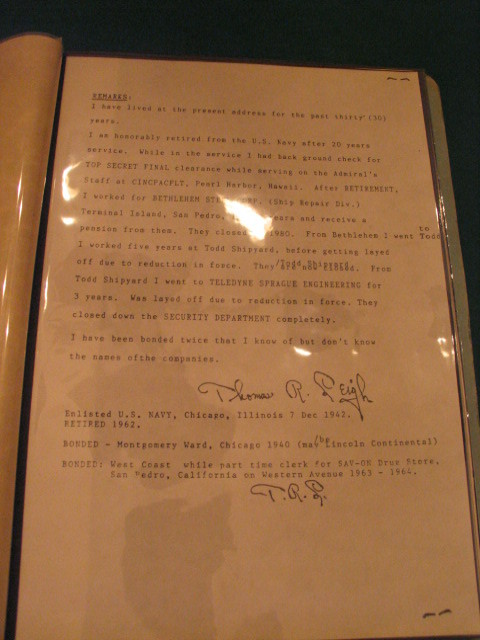 REMARKS:
I have lived at the present address for the past thirty (30)
years.
I am honorably retired from the U.S. Navy after 20 years
service. While in the service I had back ground check for
TOP SECRET FINAL clearance while serving on the Admiral's
Staff at CINCPACFLT, Pearl Harbor, Hawaii. After RETIREMENT,
I worked for BETHLEHEM (Ship Repair Div.)
Terminal Island, San Pedro, years and receive a
pension from them. They closed 1980. From Bethlehem I went to Todd
I worked five years at Todd Shipyard, before getting layed
off due to reduction in force. They /Todd Shipyard are not closed. From
Todd Shipyard I went to TELEDYNE SPRAGUE ENGINEERING for
3 years. Was layed off due to reduction in force. They
closed down the SECURITY DEPARTMENT completely.
I have been bonded twice that I know of but don't know
the names ofthe companies.
Thomas R. Leigh
Enlisted U.S. NAVY, Chicago, Illinois 7 Dec 1942.
RETIRED 1962.
BONDED - Montgomery Ward, Chicago 1940 (may/be Lincoln Continental)
BONDED: West Coast while part time clerk for SAV-ON Drug Store,
San Pedro, California on Western Avenue 1963 - 1964.
T.R.L.